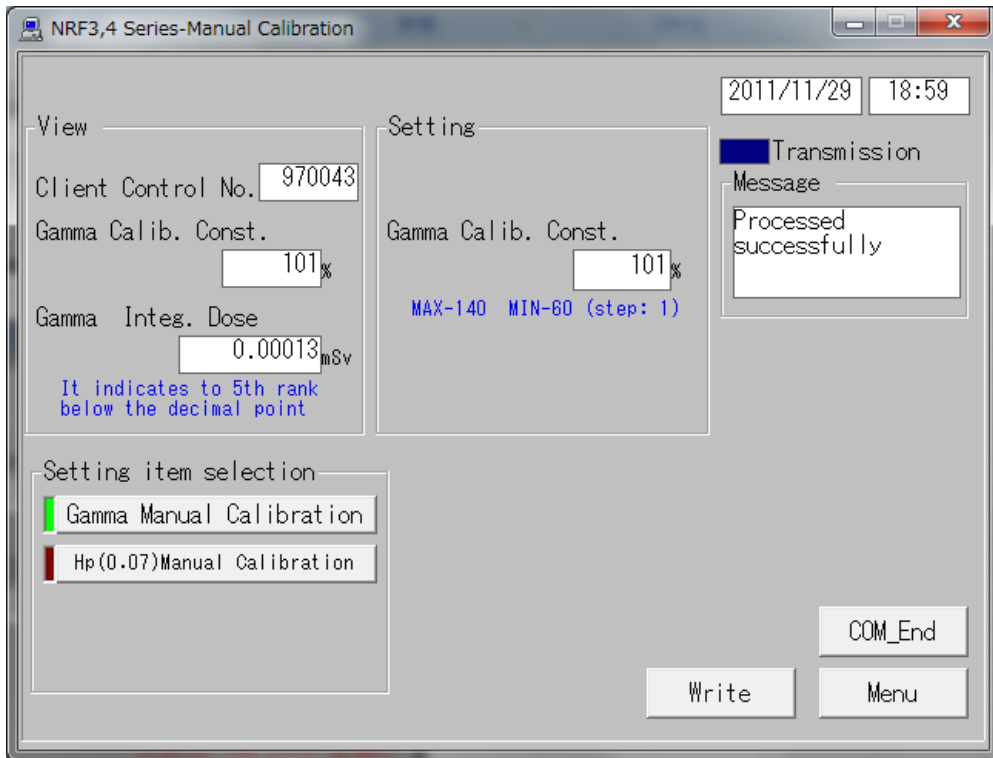 NRF3,4 Series-Manual Calibration
2011/11/29 18:59
View
Client Control No. 970043
Gamma Calib. Const.
101 %
Gamma Integ. Dose
0.00013 mSv
It indicates to 5th rank
below the decimal point
Setting
Gamma Calib. Const.
101 %
MAX-140 MIN-60 (step: 1)
Transmission
Message
Processed
successfully
Setting item selection
Gamma Manual Calibration
Hp(0.07)Manual Calibration
COM_End
Write Menu